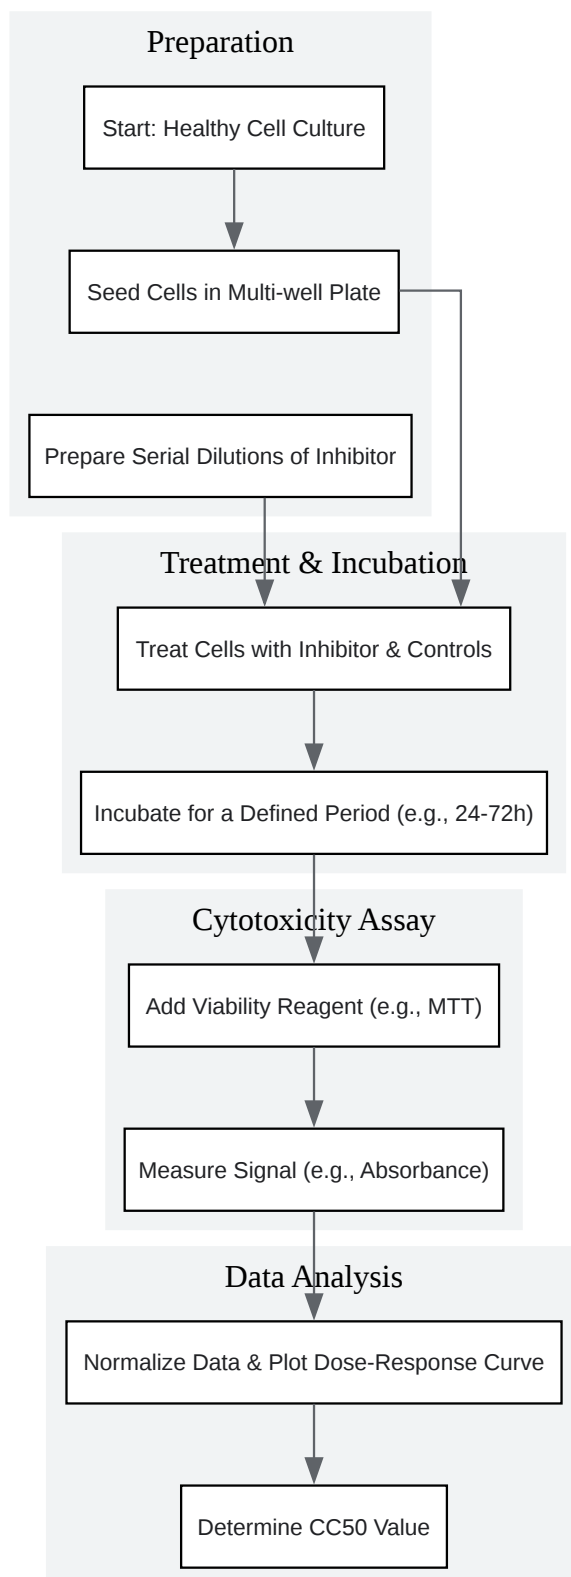 Preparation
Start: Healthy Cell Culture
Seed Cells in Multi-well Plate
Prepare Serial Dilutions of Inhibitor
Treatment & Incubation
Treat Cells with Inhibitor & Controls
Incubate for a Defined Period (e.g., 24-72h)
Cytotoxicity Assay
Add Viability Reagent (e.g., MTT)
Measure Signal (e.g., Absorbance)
Data Analysis
Normalize Data & Plot Dose-Response Curve
Determine CC50 Value